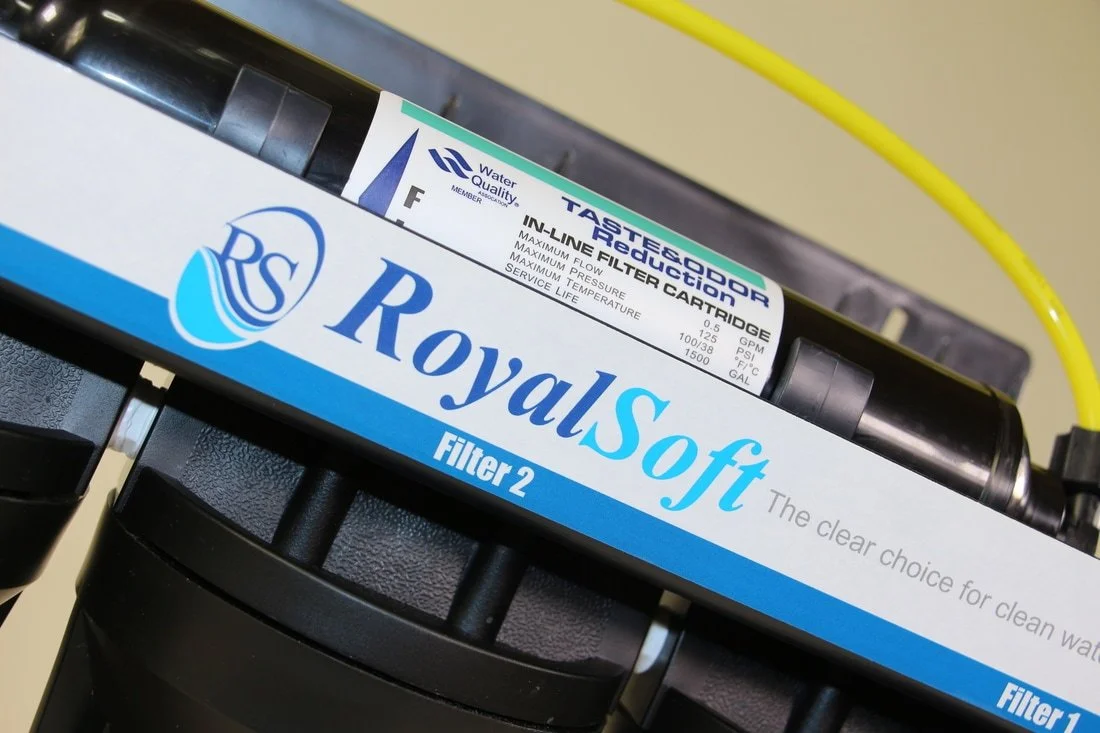 Water
Quality
ASSOCIATION
MEMBER
F
TASTE&ODOR
Reduction
IN-LINE FILTER CARTRIDGE
MAXIMUM FLOW 0.5 GPM
MAXIMUM PRESSURE 125 PSI
MAXIMUM TEMPERATURE 100/38 °F/°C
SERVICE LIFE 1500 GAL
RS
RoyalSoft
The clear choice for clean wat
Filter 2
Filter 1